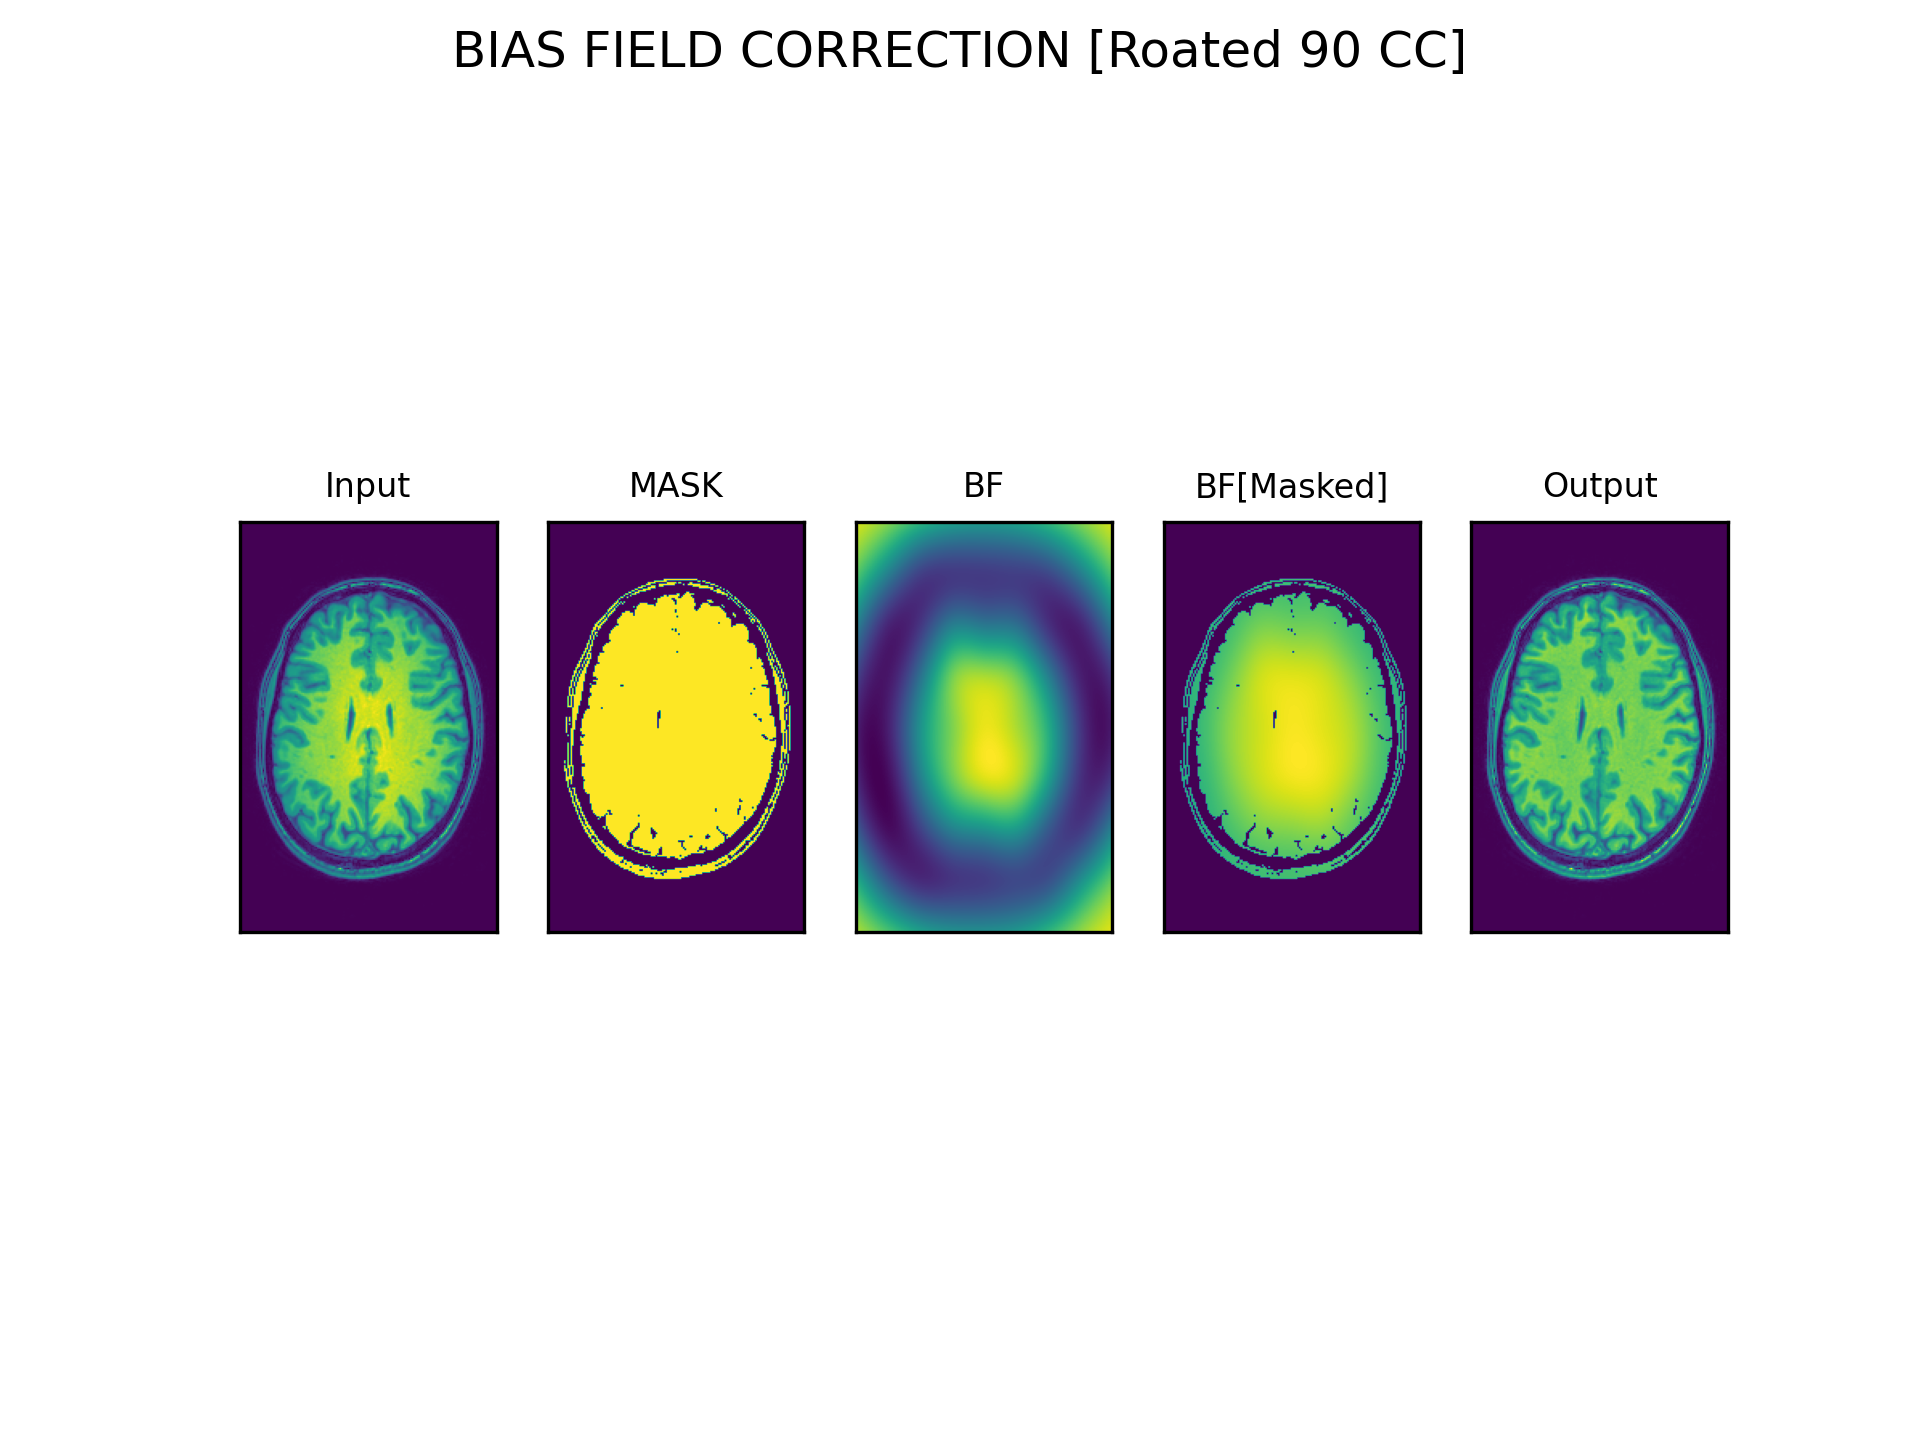 BIAS FIELD CORRECTION [Roated 90 CC]
Input
MASK
BF
BF[Masked]
Output